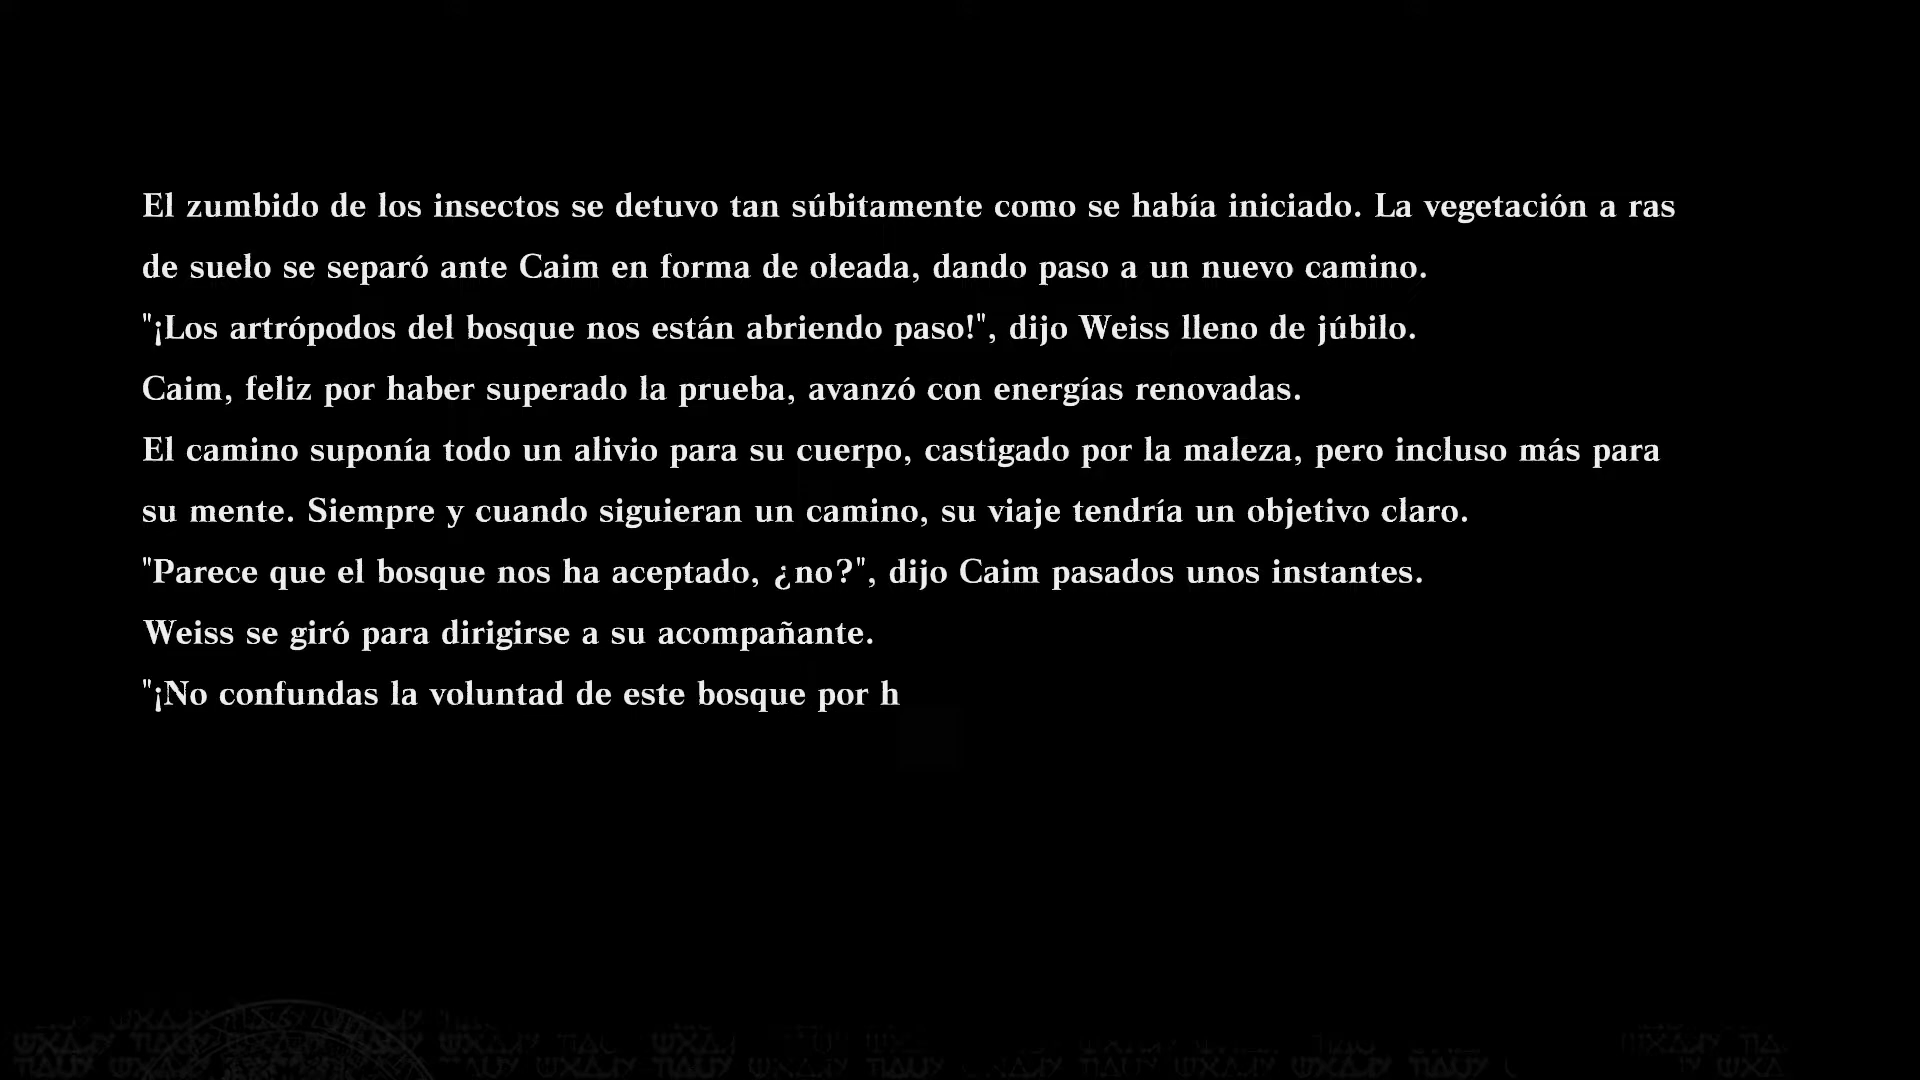 El zumbido de los insectos se detuvo tan súbitamente como se había iniciado. La vegetación a ras
de suelo se separó ante Caim en forma de oleada, dando paso a un nuevo camino.
"¡Los artrópodos del bosque nos están abriendo paso!", dijo Weiss lleno de júbilo.
Caim, feliz por haber superado la prueba, avanzó con energías renovadas.
El camino suponía todo un alivio para su cuerpo, castigado por la maleza, pero incluso más para
su mente. Siempre y cuando siguieran un camino, su viaje tendría un objetivo claro.
"Parece que el bosque nos ha aceptado, ¿no?", dijo Caim pasados unos instantes.
Weiss se giró para dirigirse a su acompañante.
"¡No confundas la voluntad de este bosque por h